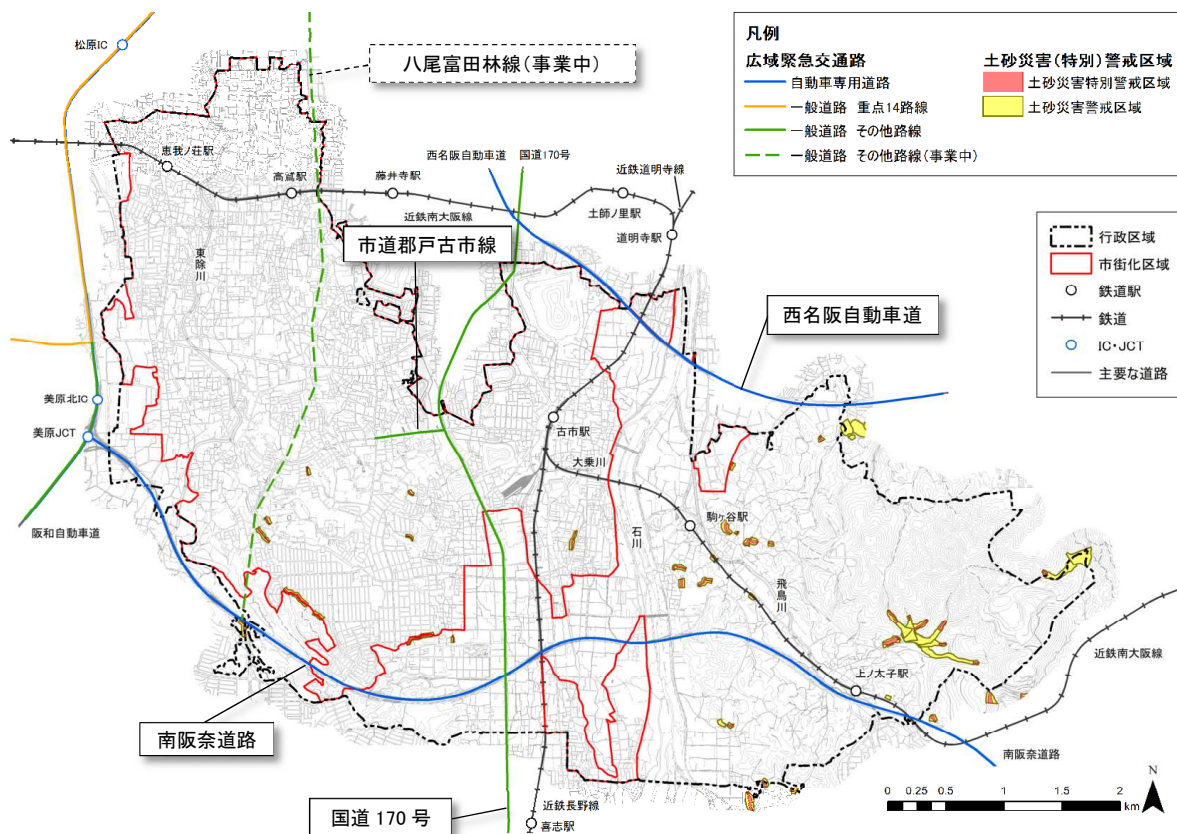 松原IC
八尾富田林線(事業中)
凡例
広域緊急交通路
自動車専用道路
一般道路 重点14路線
一般道路 その他路線
一般道路 その他路線(事業中)
土砂災害(特別)警戒区域
土砂災害特別警戒区域
土砂災害警戒区域
恵我ノ荘駅
高鷲駅
藤井寺駅
西名阪自動車道
国道170号
近鉄道明寺線
土師ノ里駅
道明寺駅
近鉄南大阪線
市道郡戸古市線
東除川
行政区域
市街化区域
鉄道駅
鉄道
IC・JCT
主要な道路
西名阪自動車道
美原北IC
美原JCT
古市駅
大乗川
阪和自動車道
石川
駒ヶ谷駅
飛鳥川
近鉄南大阪線
上ノ太子駅
南阪奈道路
南阪奈道路
国道170号
近鉄長野線
喜志駅
N
0 0.25 0.5 1 1.5 2
km